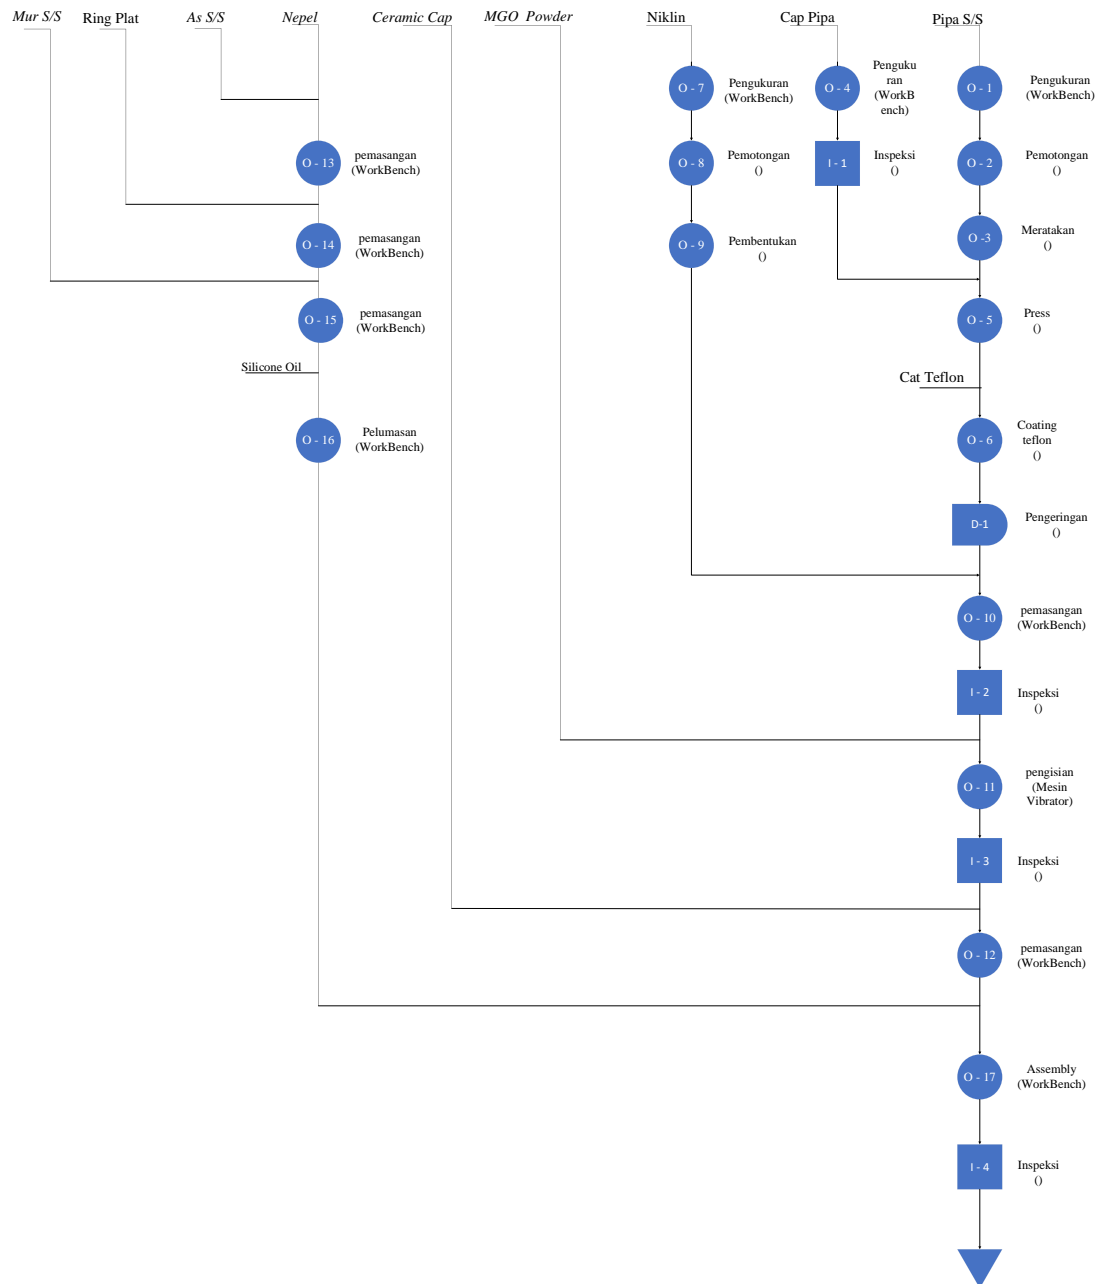 Mur S/S
Ring Plat
As S/S
Nepel
Ceramic Cap
MGO Powder
Niklin
Cap Pipa
Pipa S/S
O - 7
Pengukuran
(WorkBench)
O - 4
Penguku
ran
(WorkB
ench)
O - 1
Pengukuran
(WorkBench)
O - 13
pemasangan
(WorkBench)
O - 8
Pemotongan
()
I - 1
Inspeksi
()
O - 2
Pemotongan
()
O - 14
pemasangan
(WorkBench)
O - 9
Pembentukan
()
O -3
Meratakan
()
O - 15
pemasangan
(WorkBench)
O - 5
Press
()
Silicone Oil
Cat Teflon
O - 16
Pelumasan
(WorkBench)
O - 6
Coating
teflon
()
D-1
Pengeringan
()
O - 10
pemasangan
(WorkBench)
I - 2
Inspeksi
()
O - 11
pengisian
(Mesin
Vibrator)
I - 3
Inspeksi
()
O - 12
pemasangan
(WorkBench)
O - 17
Assembly
(WorkBench)
I - 4
Inspeksi
()